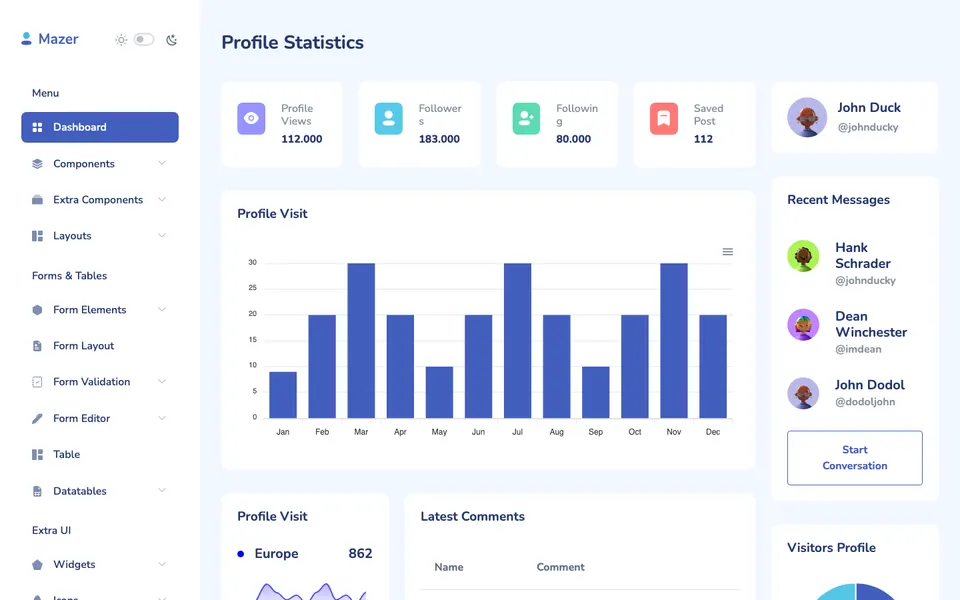 Mazer
Menu
Dashboard
Components
Extra Components
Layouts
Forms & Tables
Form Elements
Form Layout
Form Validation
Form Editor
Table
Datatables
Extra UI
Widgets
Icons
Profile Statistics
Profile
Views
112.000
Follower
s
183.000
Followin
g
80.000
Saved
Post
112
John Duck
@johnducky
Profile Visit
30
25
20
15
10
5
0
Jan Feb Mar Apr May Jun Jul Aug Sep Oct Nov Dec
Recent Messages
Hank
Schrader
@johnducky
Dean
Winchester
@imdean
John Dodol
@dodoljohn
Start
Conversation
Profile Visit
Europe 862
Latest Comments
Name Comment
Visitors Profile